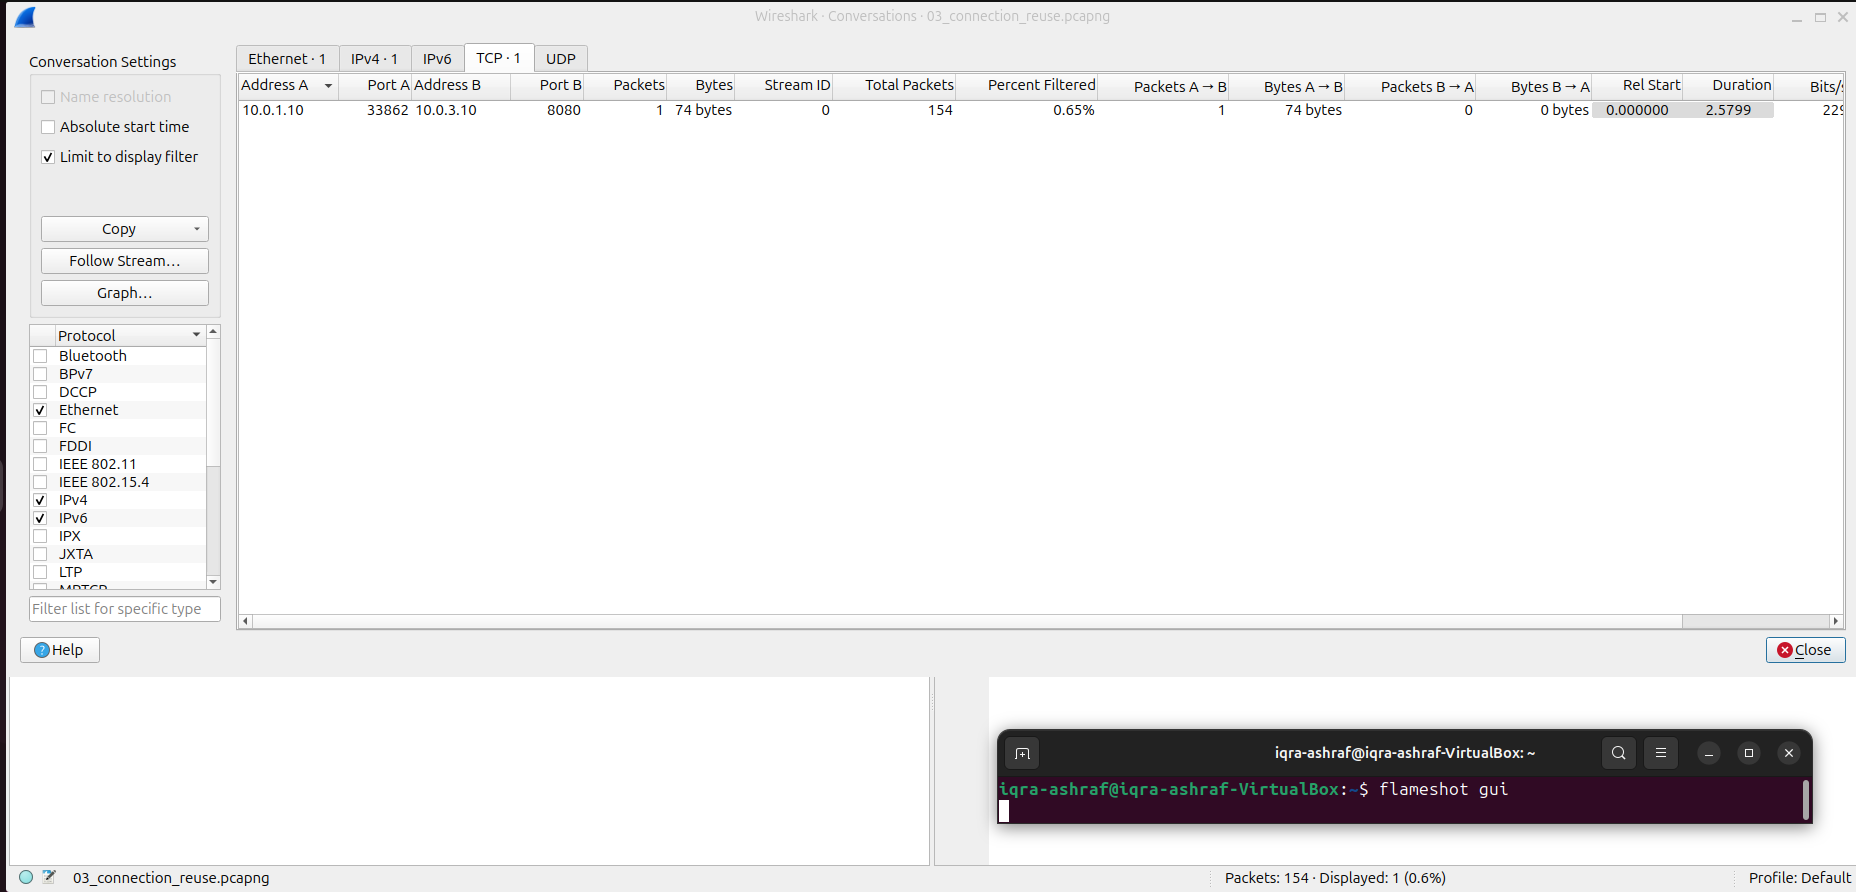 Wireshark · Conversations · 03_connection_reuse.pcapng
Conversation Settings
Name resolution
Absolute start time
Limit to display filter
Copy
Follow Stream...
Graph...
Protocol
Bluetooth
BPv7
DCCP
Ethernet
FC
FDDI
IEEE 802.11
IEEE 802.15.4
IPv4
IPv6
IPX
JXTA
LTP
Filter list for specific type
Ethernet · 1 IPv4 · 1 IPv6 TCP · 1 UDP
Address A Port A Address B Port B Packets Bytes Stream ID Total Packets Percent Filtered Packets A → B Bytes A → B Packets B → A Bytes B → A Rel Start Duration Bits/s
10.0.1.10 33862 10.0.3.10 8080 1 74 bytes 0 154 0.65% 1 74 bytes 0 0 bytes 0.000000 2.5799 229
Help
Close
iqra-ashraf@iqra-ashraf-VirtualBox: ~
iqra-ashraf@iqra-ashraf-VirtualBox:~$ flameshot gui
03_connection_reuse.pcapng
Packets: 154 · Displayed: 1 (0.6%)
Profile: Default